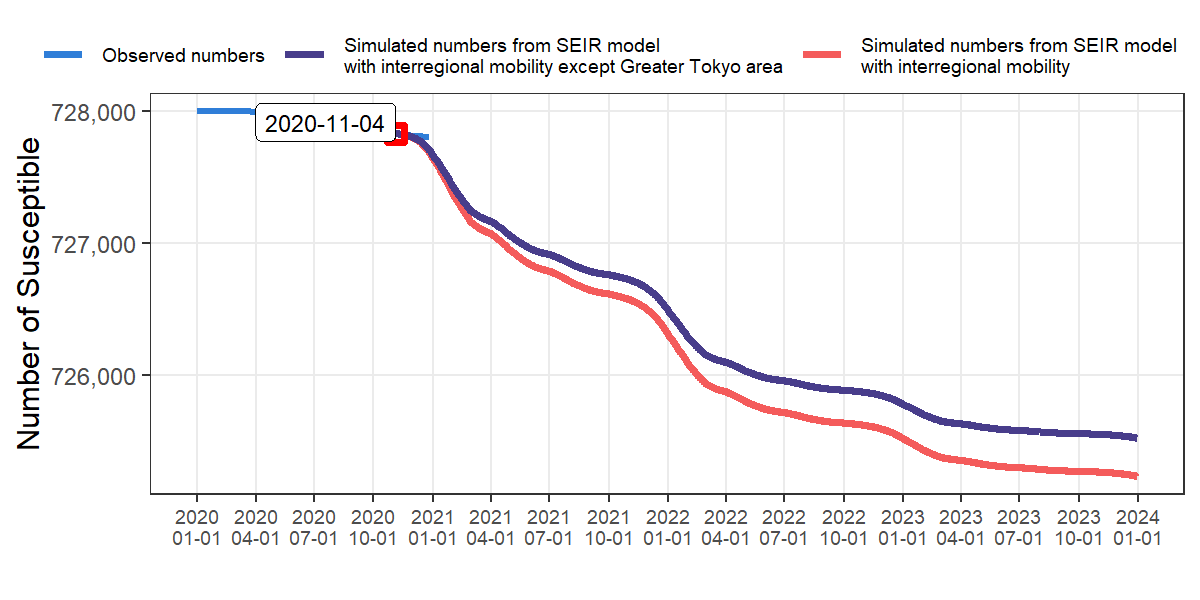 Observed numbers
Simulated numbers from SEIR model
with interregional mobility except Greater Tokyo area
Simulated numbers from SEIR model
with interregional mobility
Number of Susceptible
728,000
727,000
726,000
2020-11-04
2020 2020 2020 2020 2021 2021 2021 2021 2022 2022 2022 2022 2023 2023 2023 2023 2024
01-01 04-01 07-01 10-01 01-01 04-01 07-01 10-01 01-01 04-01 07-01 10-01 01-01 04-01 07-01 10-01 01-01